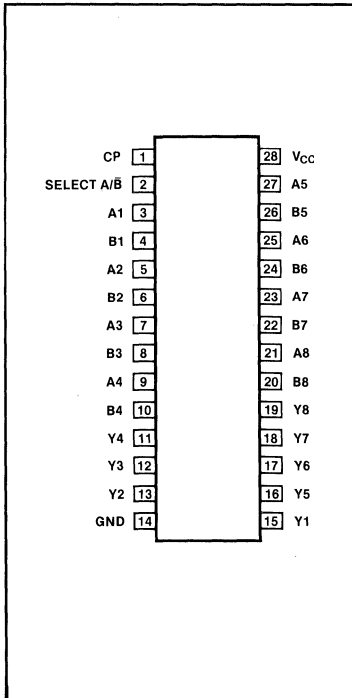 CP 1 28 VCC
SELECT A/B̅ 2 27 A5
A1 3 26 B5
B1 4 25 A6
A2 5 24 B6
B2 6 23 A7
A3 7 22 B7
B3 8 21 A8
A4 9 20 B8
B4 10 19 Y8
Y4 11 18 Y7
Y3 12 17 Y6
Y2 13 16 Y5
GND 14 15 Y1